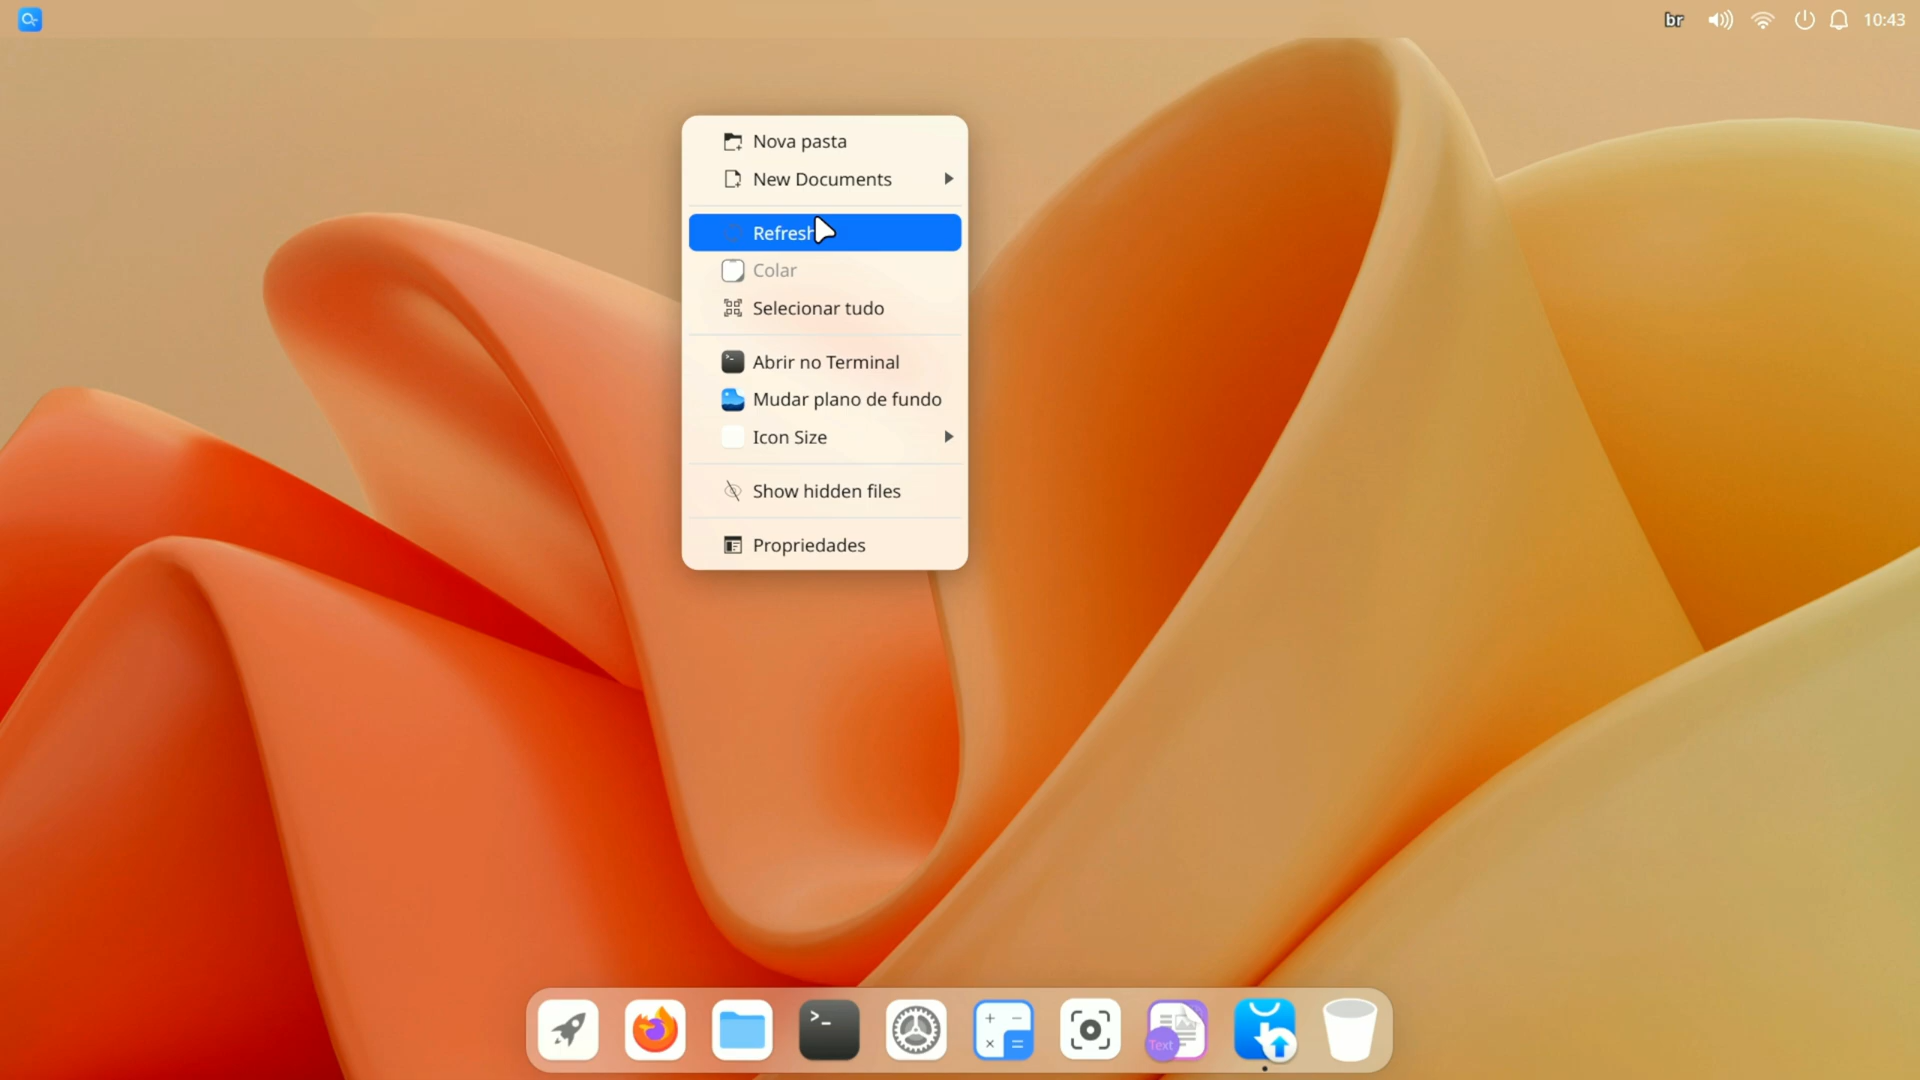 br
10:43
Nova pasta
New Documents
Refresh
Colar
Selecionar tudo
Abrir no Terminal
Mudar plano de fundo
Icon Size
Show hidden files
Propriedades
Text